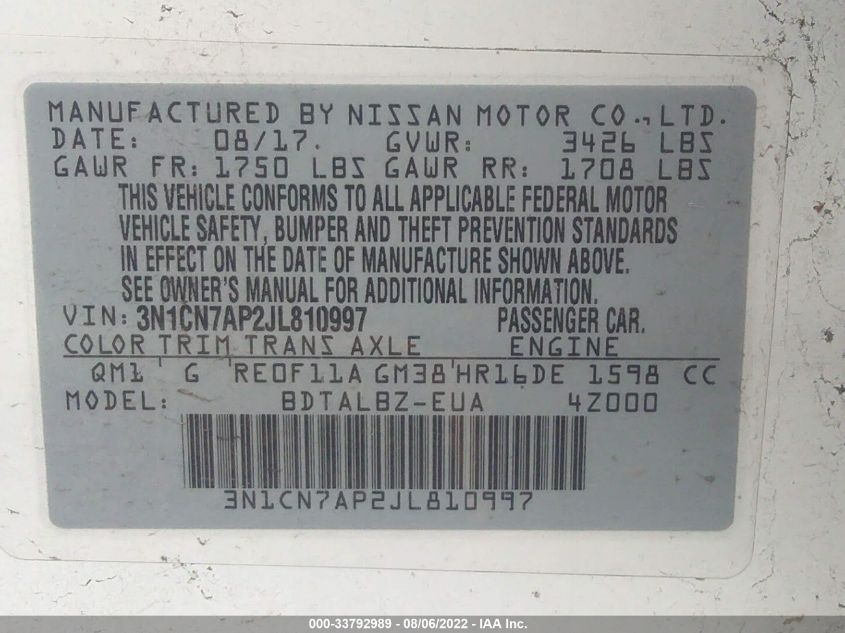 MANUFACTURED BY NISSAN MOTOR CO.,LTD.
DATE: 08/17. GVWR: 3426 LBS
GAWR FR: 1750 LBS GAWR RR: 1708 LBS
THIS VEHICLE CONFORMS TO ALL APPLICABLE FEDERAL MOTOR
VEHICLE SAFETY, BUMPER AND THEFT PREVENTION STANDARDS
IN EFFECT ON THE DATE OF MANUFACTURE SHOWN ABOVE.
SEE OWNER'S MANUAL FOR ADDITIONAL INFORMATION.
VIN: 3N1CN7AP2JL810997 PASSENGER CAR.
COLOR TRIM TRANS AXLE ENGINE
QM1 G RE0F11A GM38 HR16DE 1598 CC
MODEL: BDTALBZ-EUA 4Z000
3N1CN7AP2JL810997
000-33792989 - 08/06/2022 - IAA Inc.